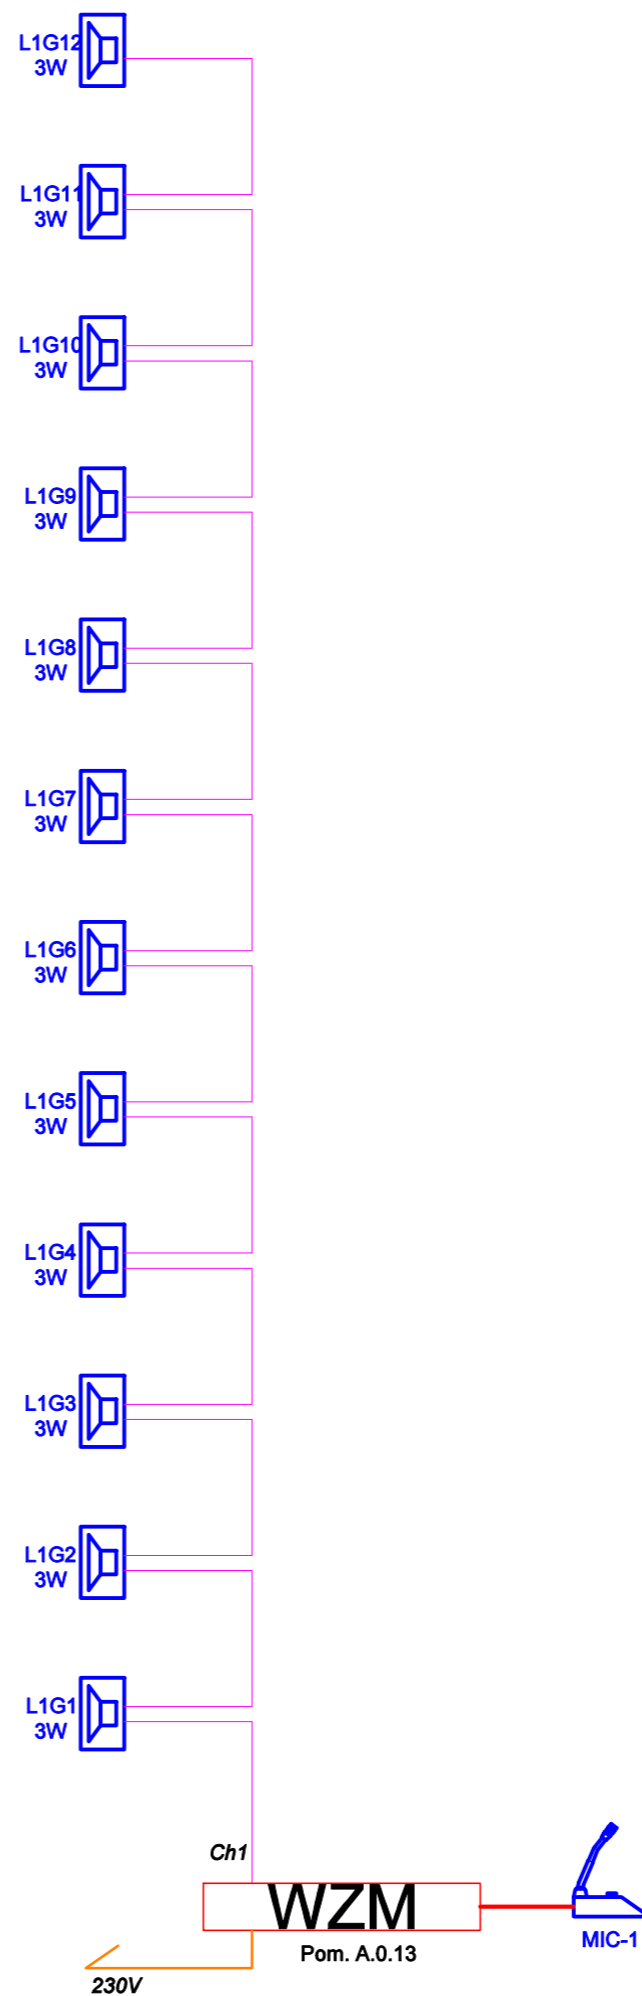 L1G12
3W
L1G11
3W
L1G10
3W
L1G9
3W
L1G8
3W
L1G7
3W
L1G6
3W
L1G5
3W
L1G4
3W
L1G3
3W
L1G2
3W
L1G1
3W
Ch1
WZM
Pom. A.0.13
MIC-1
230V